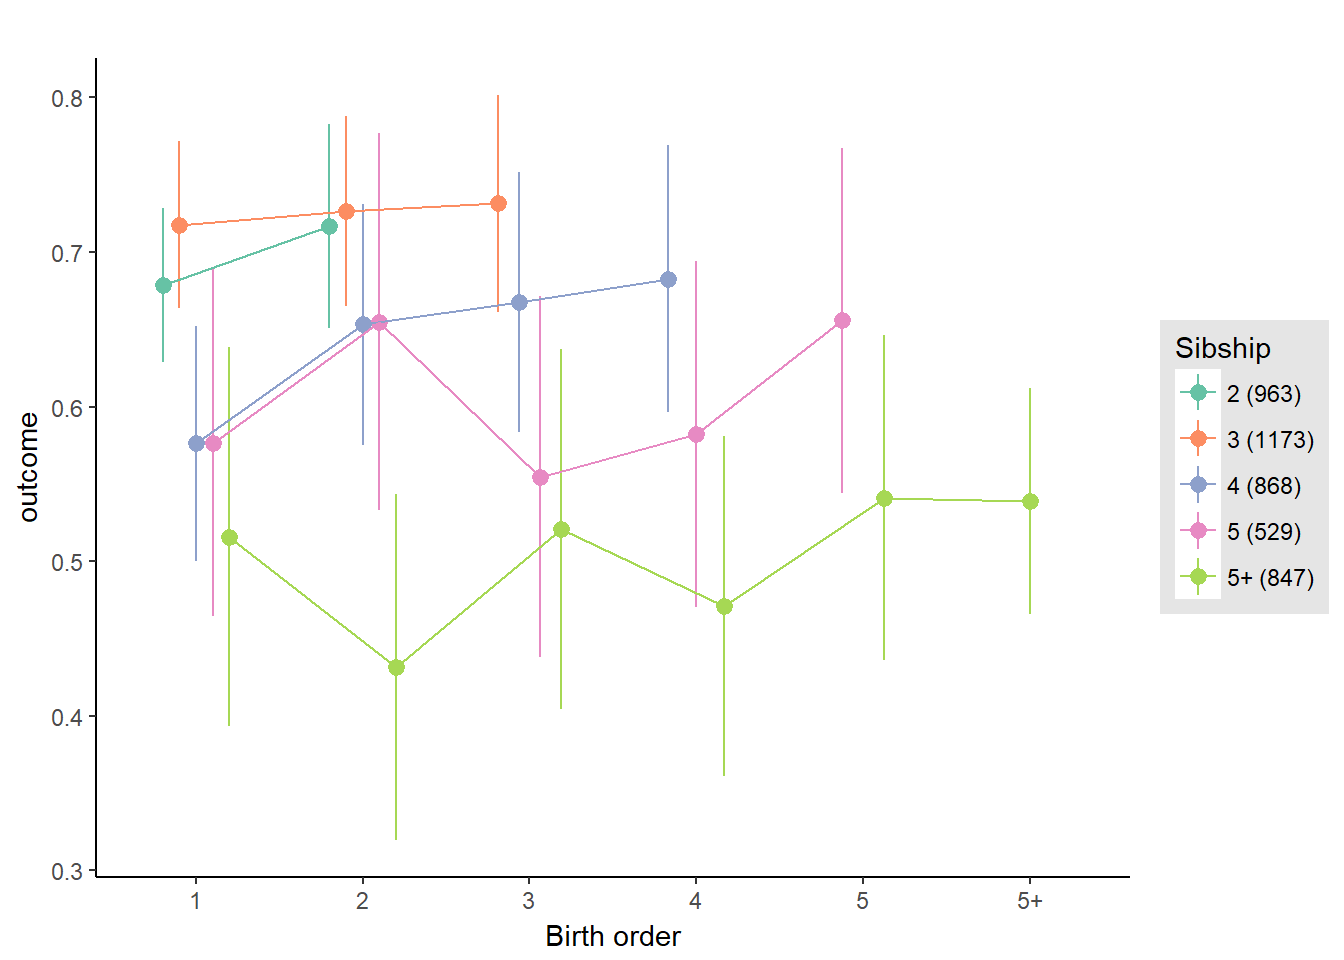 0.8
0.7
0.6
0.5
0.4
0.3
outcome
1 2 3 4 5 5+
Birth order
Sibship
2 (963)
3 (1173)
4 (868)
5 (529)
5+ (847)